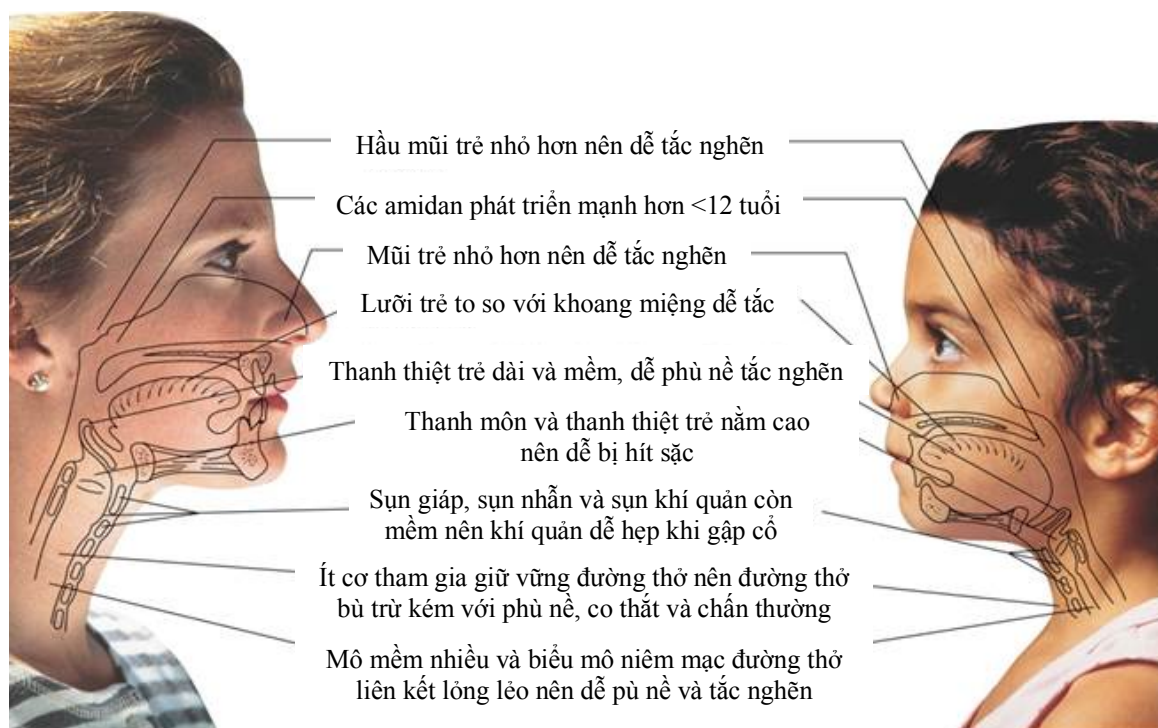 Hầu mũi trẻ nhỏ hơn nên dễ tắc nghẽn
Các amidan phát triển mạnh hơn <12 tuổi
Mũi trẻ nhỏ hơn nên dễ tắc nghẽn
Lưỡi trẻ to so với khoang miệng dễ tắc
Thanh thiệt trẻ dài và mềm, dễ phù nề tắc nghẽn
Thanh môn và thanh thiệt trẻ nằm cao
nên dễ bị hít sặc
Sụn giáp, sụn nhẫn và sụn khí quản còn
mềm nên khí quản dễ hẹp khi gập cổ
Ít cơ tham gia giữ vững đường thở nên đường thở
bù trừ kém với phù nề, co thắt và chấn thường
Mô mềm nhiều và biểu mô niêm mạc đường thở
liên kết lỏng lẻo nên dễ pù nề và tắc nghẽn